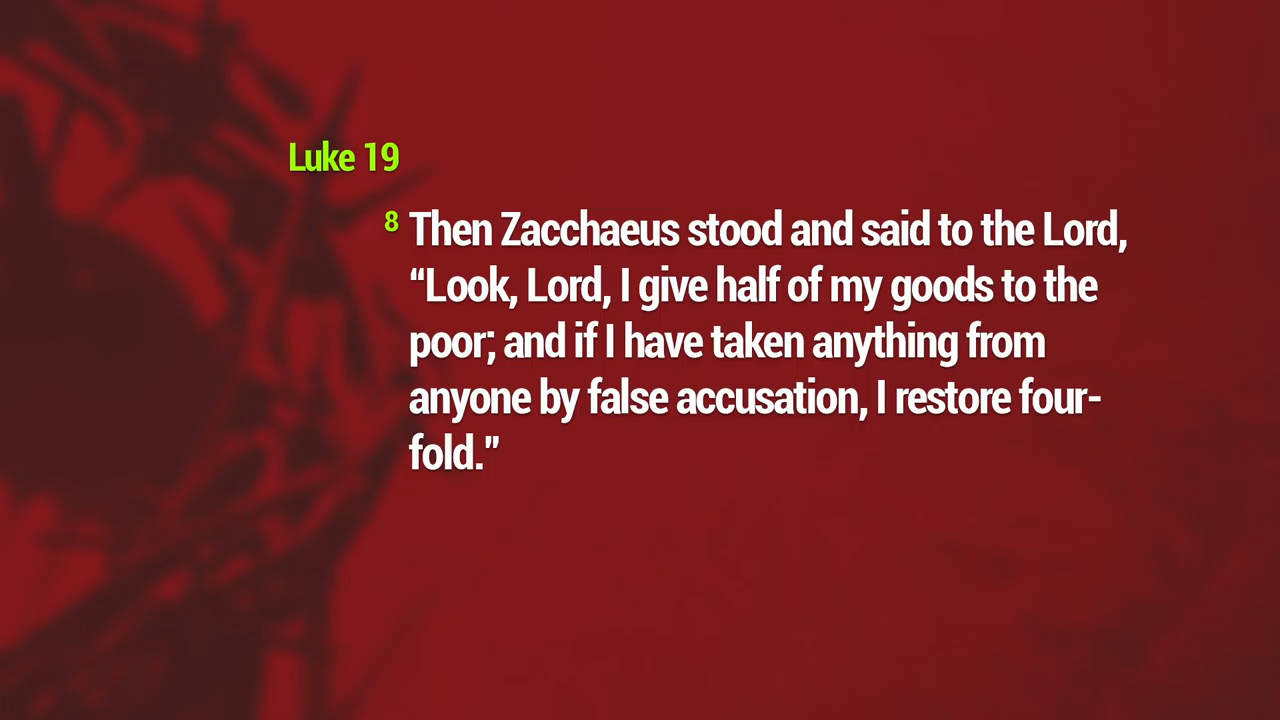 Luke 19
8 Then Zacchaeus stood and said to the Lord,
“Look, Lord, I give half of my goods to the
poor; and if I have taken anything from
anyone by false accusation, I restore four-
fold.”